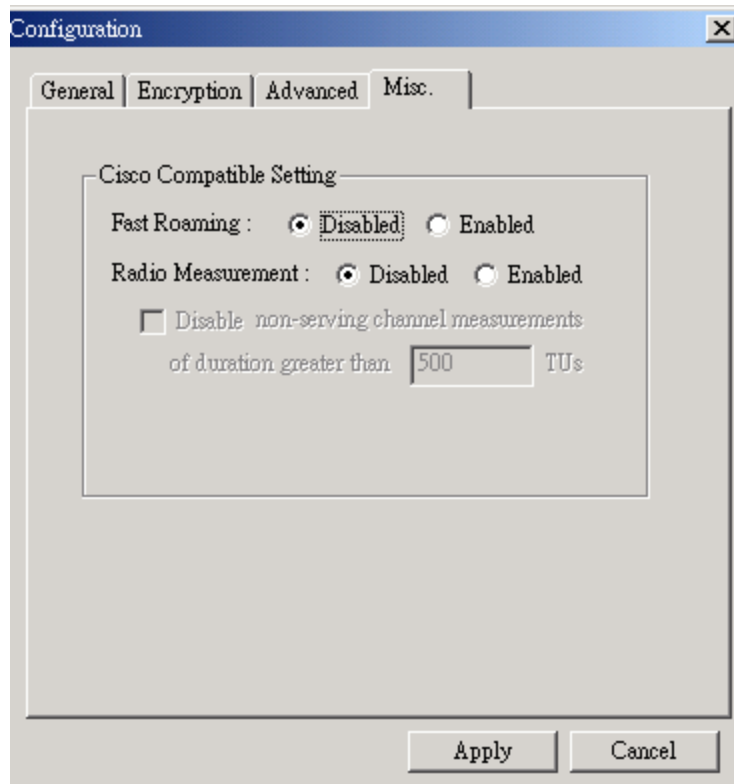 Configuration
General Encryption Advanced Misc.
Cisco Compatible Setting
Fast Roaming : Disabled Enabled
Radio Measurement : Disabled Enabled
Disable non-serving channel measurements
of duration greater than 500 TUs
Apply Cancel